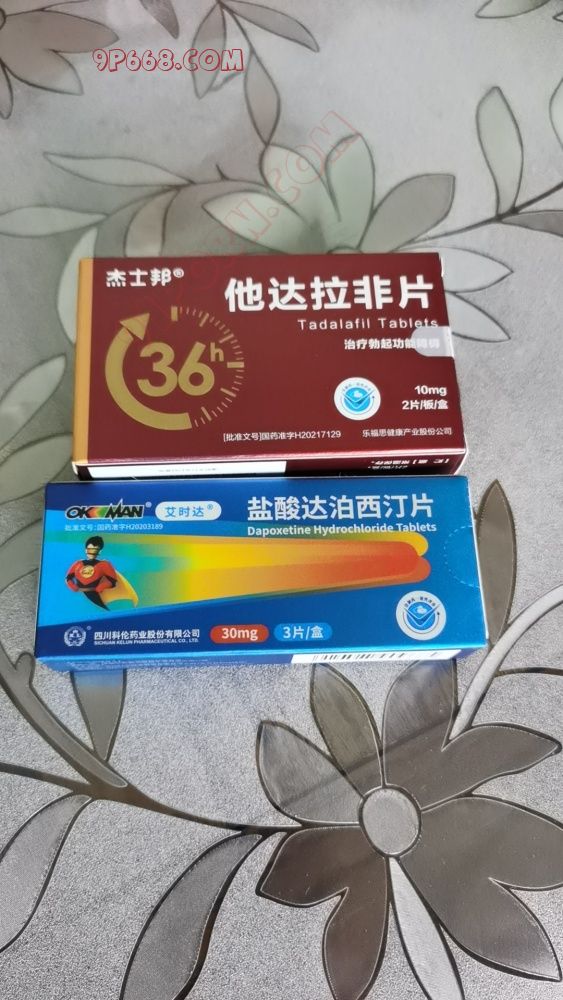 9P668.COM
杰士邦®
他达拉非片
Tadalafil Tablets
治疗勃起功能障碍
36h
10mg
2片/板/盒
[批准文号]国药准字H20217129
乐福思健康产业股份公司
OKMAN®
艾时达®
盐酸达泊西汀片
批准文号:国药准字H20203189
Dapoxetine Hydrochloride Tablets
四川科伦药业股份有限公司
SICHUAN KELUN PHARMACEUTICAL CO., LTD.
30mg
3片/盒